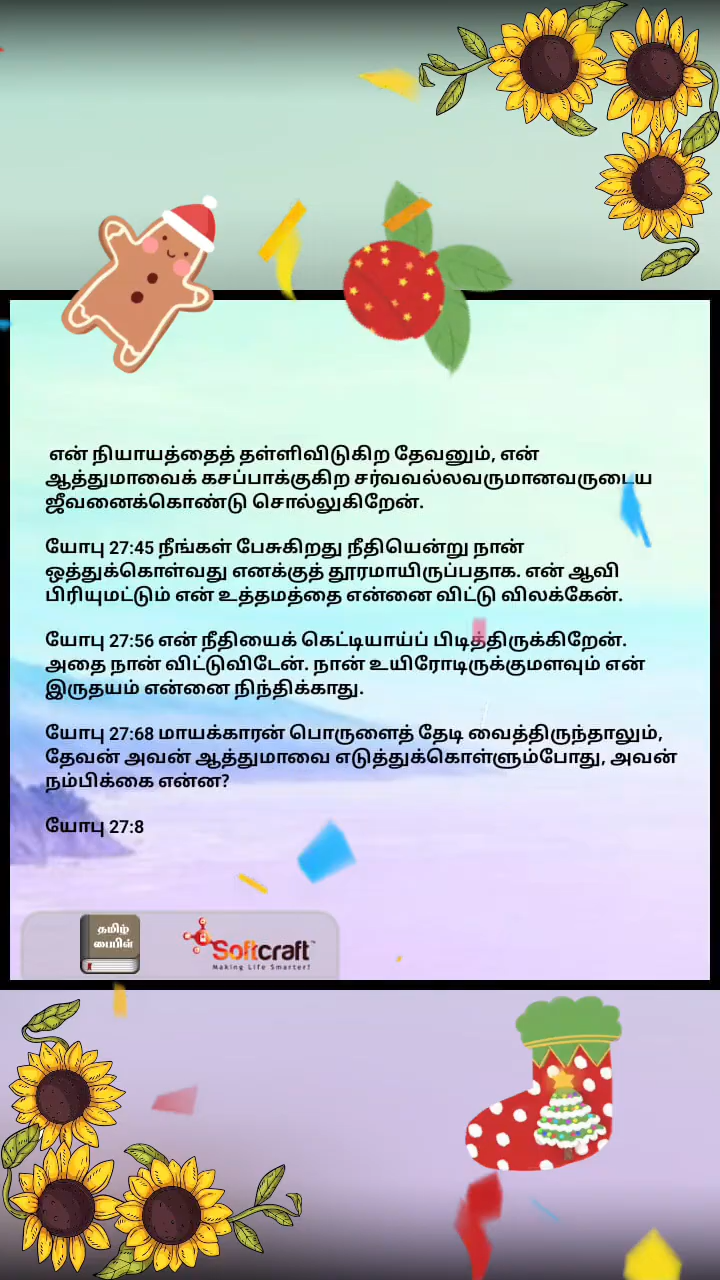 என் நியாயத்தைத் தள்ளிவிடுகிற தேவனும், என்
ஆத்துமாவைக் கசப்பாக்குகிற சர்வவல்லவருமானவருடைய
ஜீவனைக்கொண்டு சொல்லுகிறேன்.
யோபு 27:45 நீங்கள் பேசுகிறது நீதியென்று நான்
ஒத்துக்கொள்வது எனக்குத் தூரமாயிருப்பதாக. என் ஆவி
பிரியுமட்டும் என் உத்தமத்தை என்னை விட்டு விலக்கேன்.
யோபு 27:56 என் நீதியைக் கெட்டியாய்ப் பிடித்திருக்கிறேன்.
அதை நான் விட்டுவிடேன். நான் உயிரோடிருக்குமளவும் என்
இருதயம் என்னை நிந்திக்காது.
யோபு 27:68 மாயக்காரன் பொருளைத் தேடி வைத்திருந்தாலும்,
தேவன் அவன் ஆத்துமாவை எடுத்துக்கொள்ளும்போது, அவன்
நம்பிக்கை என்ன?
யோபு 27:8
தமிழ்
பைபிள்
Softcraft™
Making Life Smarter!